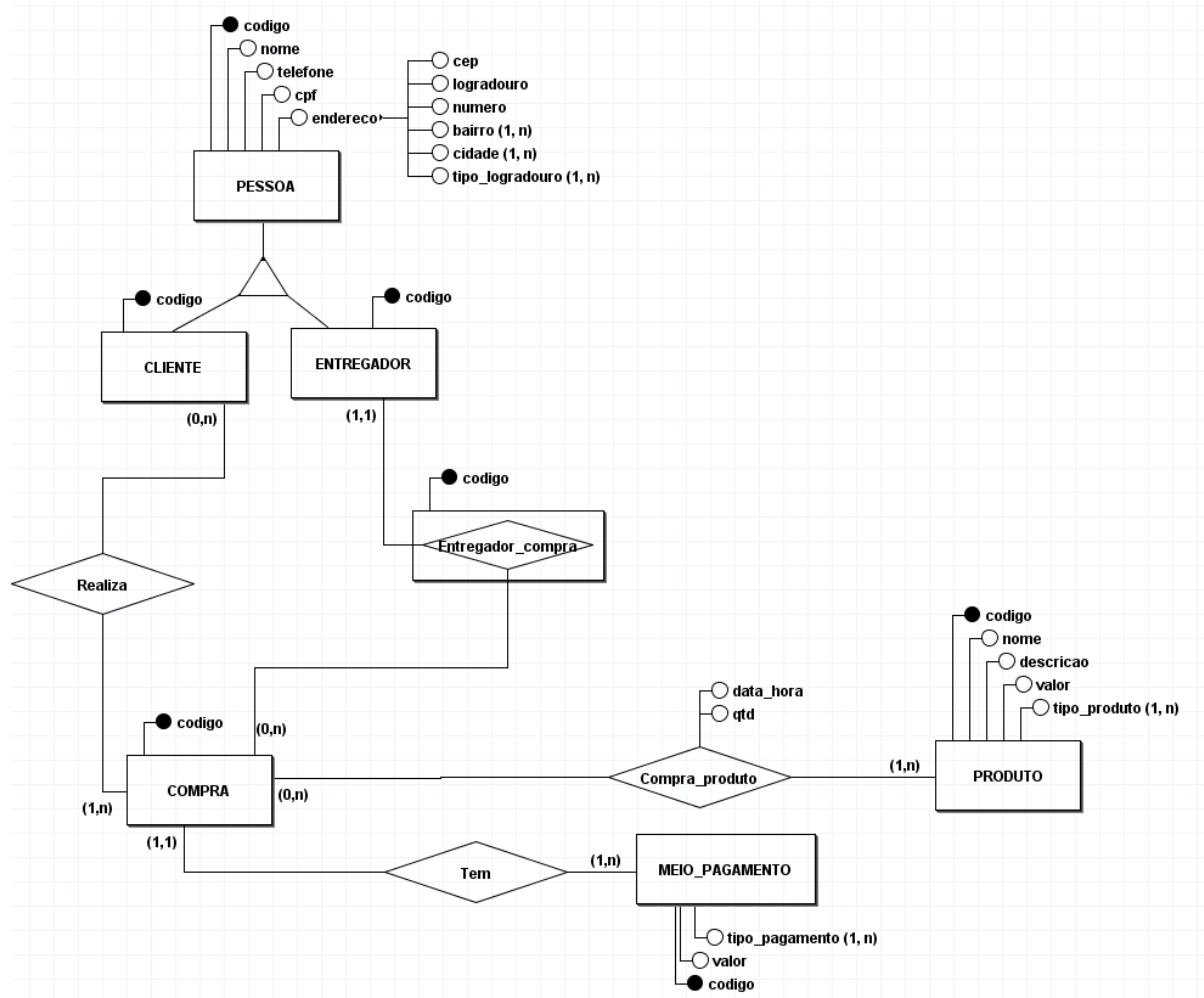 codigo
nome
telefone
cpf
endereco
cep
logradouro
numero
bairro (1, n)
cidade (1, n)
tipo_logradouro (1, n)
PESSOA
codigo
CLIENTE
(0,n)
codigo
ENTREGADOR
(1,1)
codigo
Entregador_compra
Realiza
codigo
nome
descricao
valor
tipo_produto (1, n)
PRODUTO
(1,n)
data_hora
qtd
Compra_produto
codigo
(0,n)
COMPRA
(0,n)
(1,n)
(1,1)
Tem
(1,n)
MEIO_PAGAMENTO
tipo_pagamento (1, n)
valor
codigo